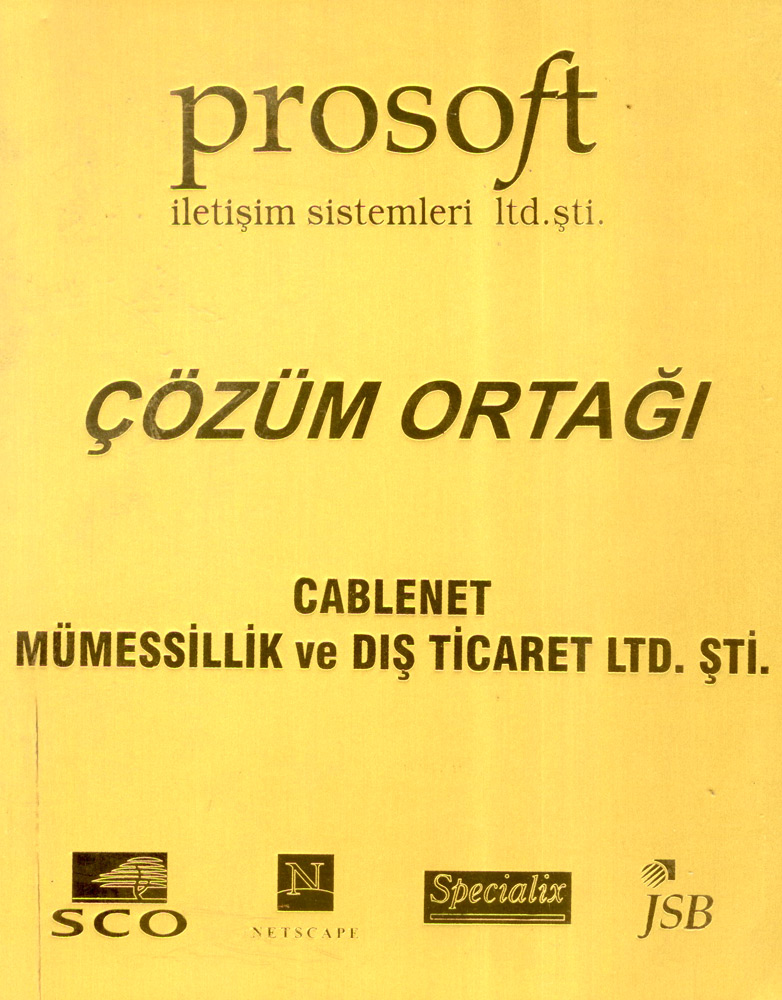 prosoft
iletişim sistemleri ltd.şti.
ÇÖZÜM ORTAĞI
CABLENET
MÜMESSİLLİK ve DIŞ TİCARET LTD. ŞTİ.
SCO
N
NETSCAPE
Specialix
JSB